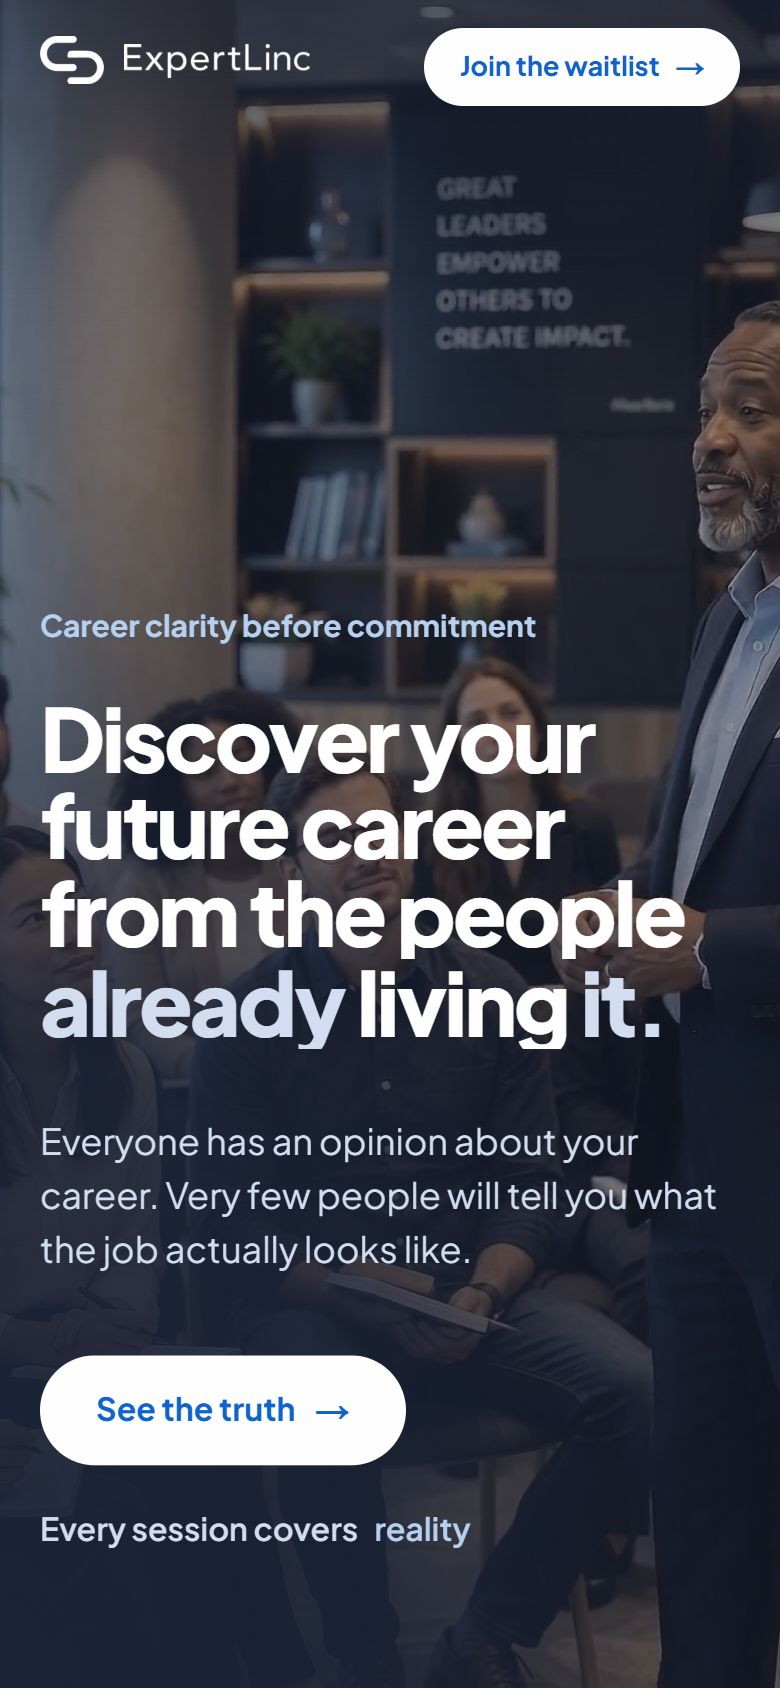 ExpertLinc
Join the waitlist →
GREAT
LEADERS
EMPOWER
OTHERS TO
CREATE IMPACT.
Career clarity before commitment
Discover your
future career
from the people
already living it.
Everyone has an opinion about your
career. Very few people will tell you what
the job actually looks like.
See the truth →
Every session covers reality